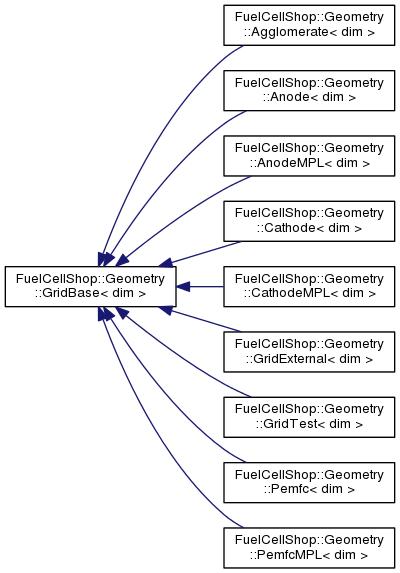 FuelCellShop::Geometry
::Agglomerate< dim >
FuelCellShop::Geometry
::Anode< dim >
FuelCellShop::Geometry
::AnodeMPL< dim >
FuelCellShop::Geometry
::Cathode< dim >
FuelCellShop::Geometry
::GridBase< dim >
FuelCellShop::Geometry
::CathodeMPL< dim >
FuelCellShop::Geometry
::GridExternal< dim >
FuelCellShop::Geometry
::GridTest< dim >
FuelCellShop::Geometry
::Pemfc< dim >
FuelCellShop::Geometry
::PemfcMPL< dim >